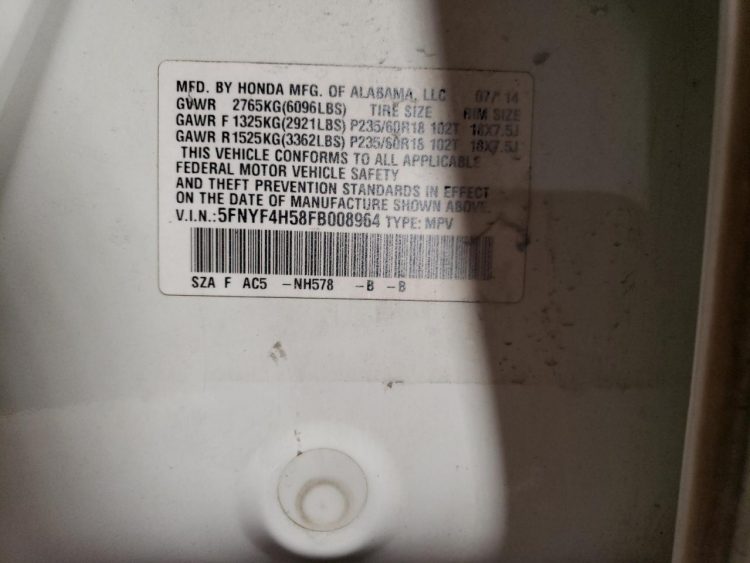 MFD. BY HONDA MFG. OF ALABAMA, LLC 07/14
GVWR 2765KG(6096LBS) TIRE SIZE RIM SIZE
GAWR F 1325KG(2921LBS) P235/60R18 102T 18X7.5J
GAWR R1525KG(3362LBS) P235/60R18 102T 18X7.5J
THIS VEHICLE CONFORMS TO ALL APPLICABLE
FEDERAL MOTOR VEHICLE SAFETY
AND THEFT PREVENTION STANDARDS IN EFFECT
ON THE DATE OF MANUFACTURE SHOWN ABOVE.
V.I.N.:5FNYF4H58FB008964 TYPE: MPV
SZA F AC5 -NH578 -B -B